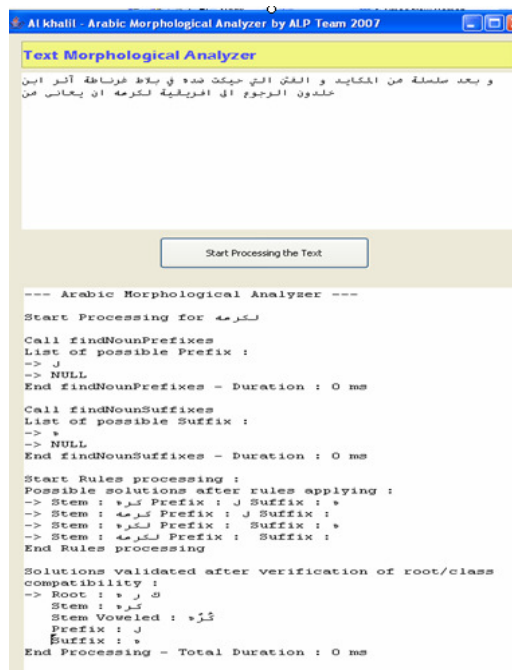 Al khalil - Arabic Morphological Analyzer by ALP Team 2007
Text Morphological Analyzer
و بعد سلسلة من المكايد و الفتن التي حيكت ضده في بلاط غرناطة آثر ابن
خلدون الرجوع الى افريقية لكرهه ان يعانى من
Start Processing the Text
--- Arabic Morphological Analyzer ---
Start Processing for لكرهه
Call findNounPrefixes
List of possible Prefix :
-> ل
-> NULL
End findNounPrefixes - Duration : 0 ms
Call findNounSuffixes
List of possible Suffix :
-> ه
-> NULL
End findNounSuffixes - Duration : 0 ms
Start Rules processing :
Possible solutions after rules applying :
-> Stem : كره Prefix : ل Suffix : ه
-> Stem : كرهه Prefix : ل Suffix :
-> Stem : لكره Prefix :  Suffix : ه
-> Stem : لكرهه Prefix :  Suffix :
End Rules processing
Solutions validated after verification of root/class
compatibility :
-> Root : ك ر ه
Stem : كره
Stem Voweled : كُرْه
Prefix : ل
Suffix : ه
End Processing - Total Duration : 0 ms